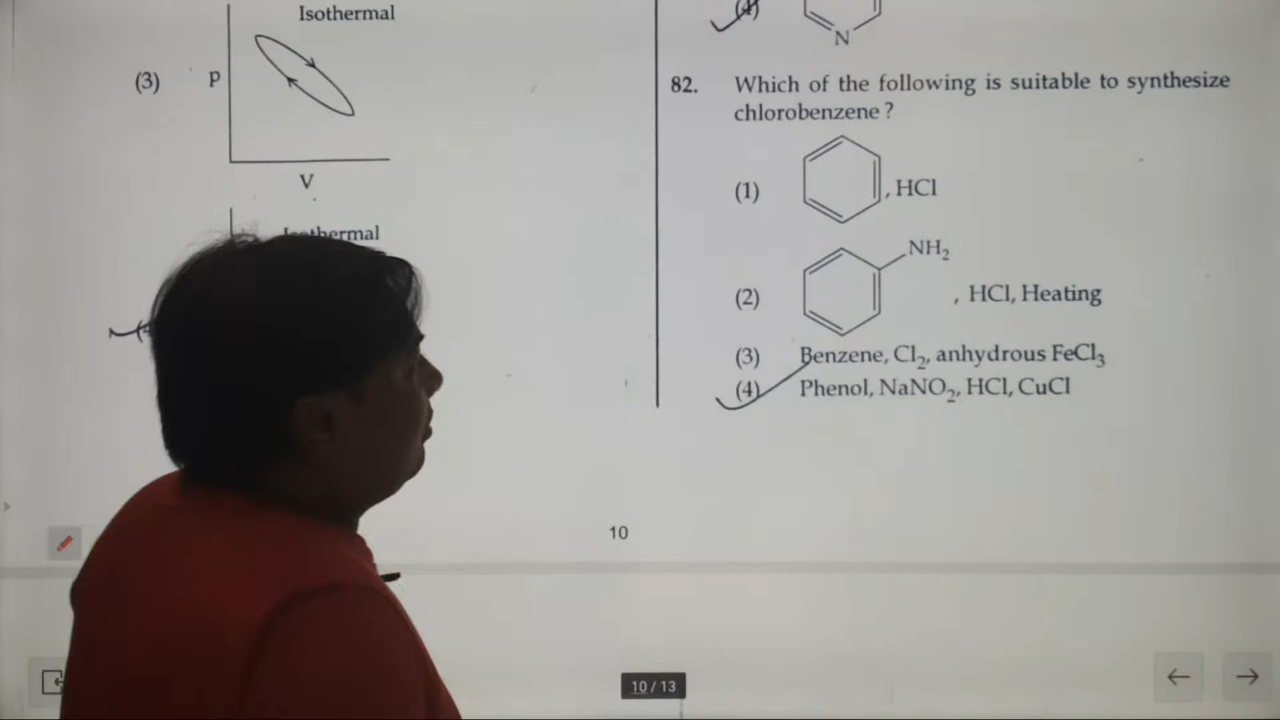 Isothermal
(3)
P
V
Isothermal
(4)
N
82. Which of the following is suitable to synthesize
chlorobenzene ?
(1) , HCl
NH₂
(2) , HCl, Heating
(3) Benzene, Cl₂, anhydrous FeCl₃
(4) Phenol, NaNO₂, HCl, CuCl
10
10 / 13